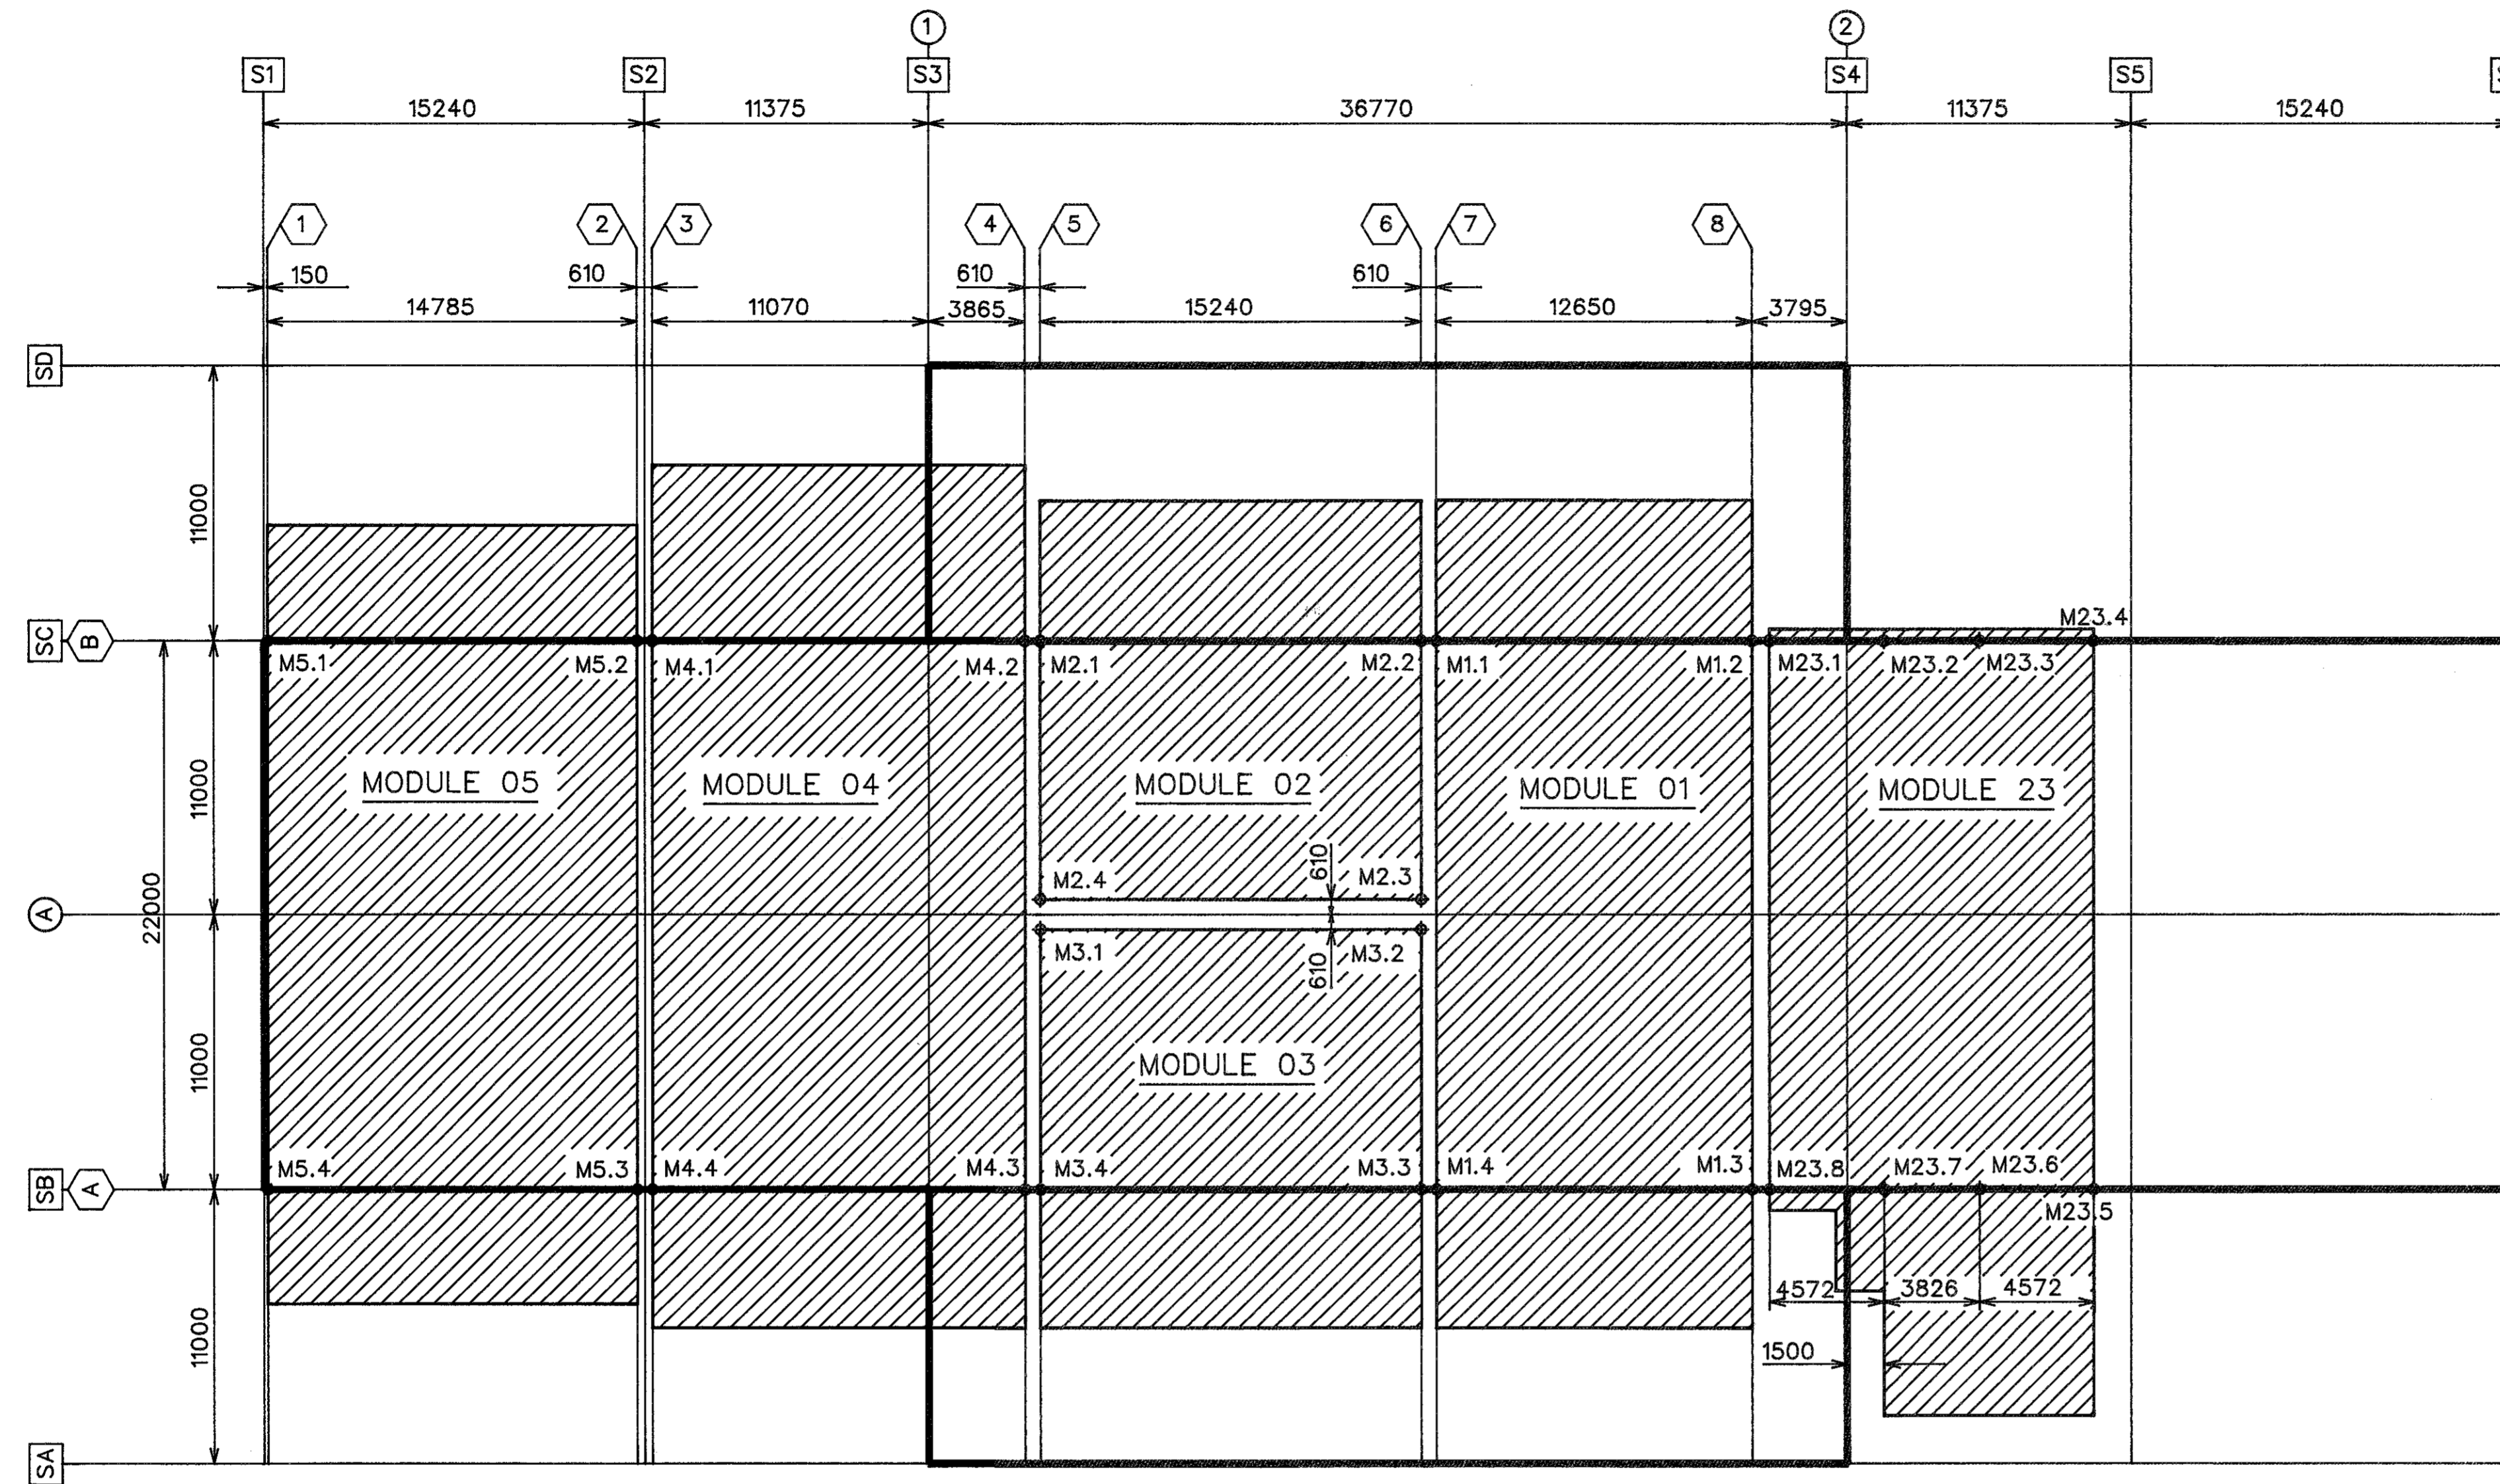 1 2
S1 S2 S3 S4 S5
15240 11375 36770 11375 15240
1 2 3 4 5 6 7 8
150 610 610 610
14785 11070 3865 15240 12650 3795
SD
11000
SC B
M23.4
M5.1 M5.2 M4.1 M4.2 M2.1 M2.2 M1.1 M1.2 M23.1 M23.2 M23.3
11000
MODULE 05 MODULE 04 MODULE 02 MODULE 01 MODULE 23
610
M2.4 M2.3
22000
A
M3.1 M3.2
610
11000
MODULE 03
M5.4 M5.3 M4.4 M4.3 M3.4 M3.3 M1.4 M1.3 M23.8 M23.7 M23.6
SB A
M23.5
4572 3826 4572
11000
1500
SA